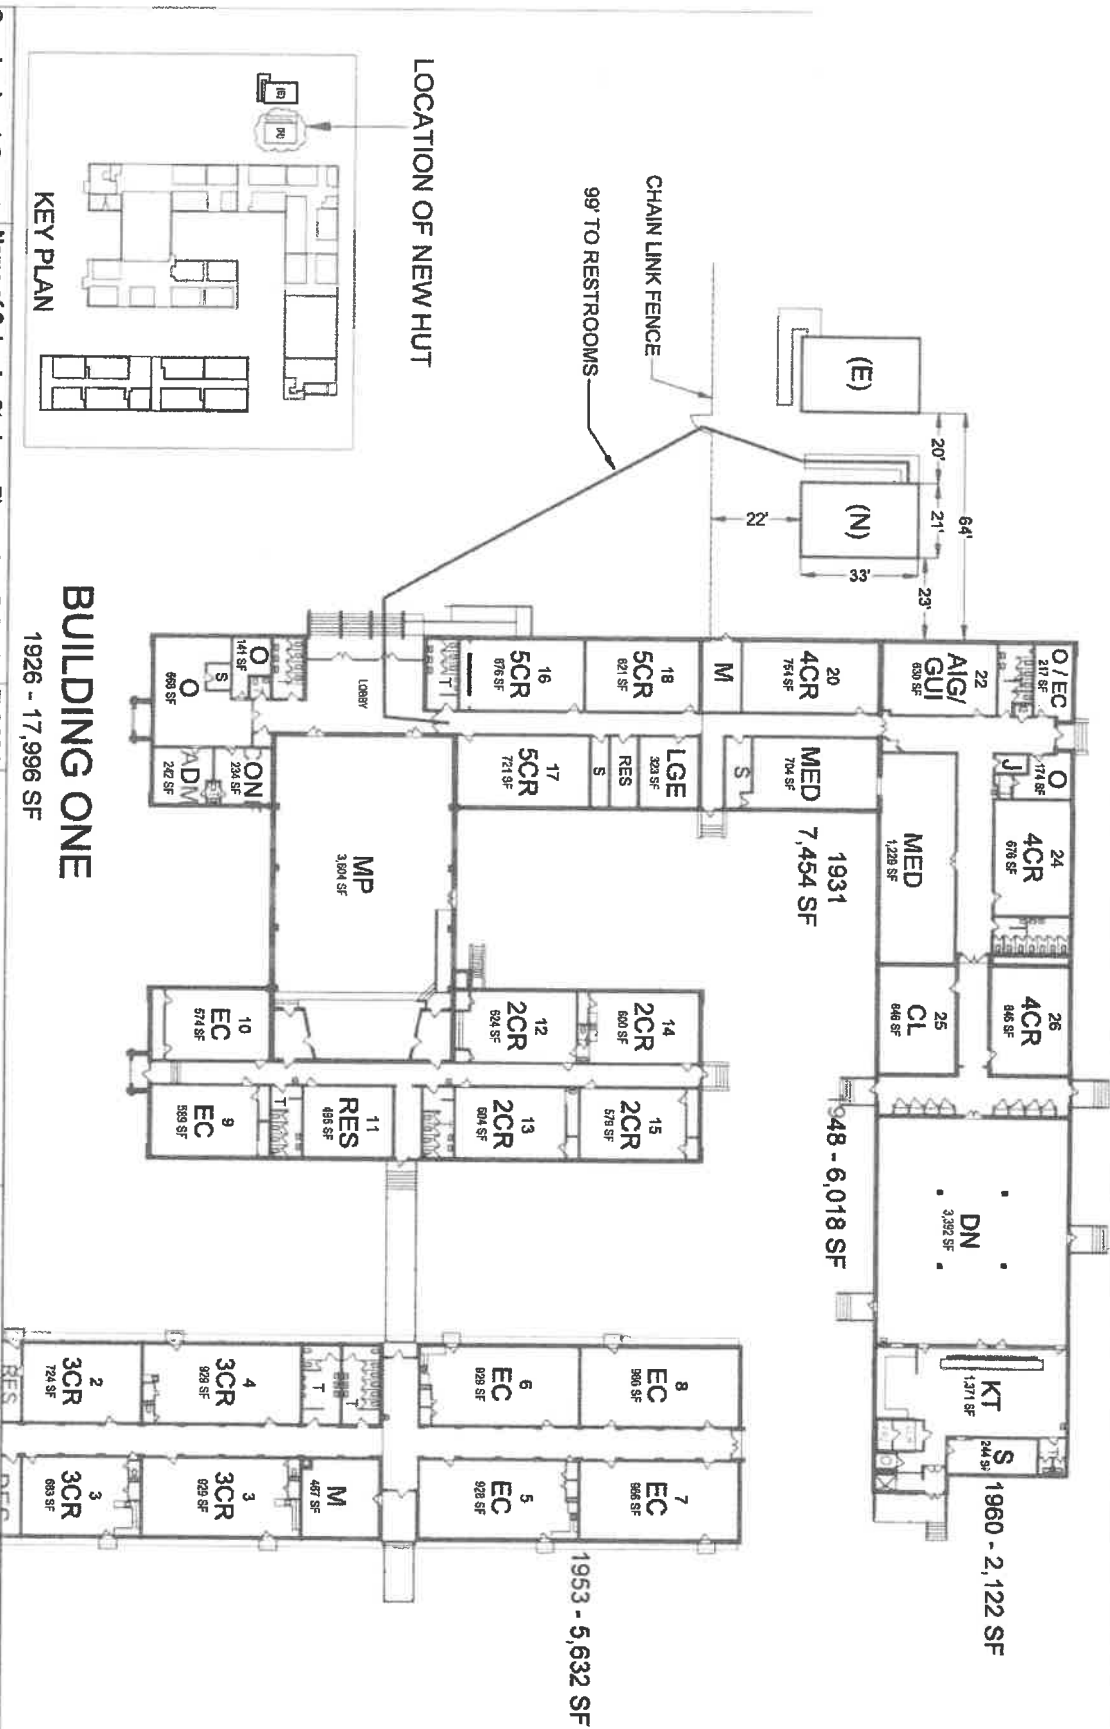 LOCATION OF NEW HUT
(E)
(N)
KEY PLAN
CHAIN LINK FENCE
99' TO RESTROOMS
(E)
(N)
20'
21'
64'
22'
33'
23'
BUILDING ONE
1926 - 17,996 SF
O / EC
217 SF
22
AIG/
GUI
630 SF
20
4CR
754 SF
M
18
5CR
621 SF
16
5CR
676 SF
T
LOBBY
O
141 SF
S
O
668 SF
O
174 SF
J
24
4CR
676 SF
MED
1,229 SF
MED
704 SF
S
LGE
323 SF
RES
S
17
5CR
721 SF
ON
234 SF
ADM
242 SF
1931
7,454 SF
MP
3,604 SF
26
4CR
845 SF
25
CL
846 SF
1948 - 6,018 SF
14
2CR
600 SF
12
2CR
624 SF
10
EC
574 SF
15
2CR
579 SF
13
2CR
604 SF
11
RES
496 SF
T
9
EC
589 SF
DN
3,392 SF
KT
1,371 SF
S
244 SF
1960 - 2,122 SF
8
EC
986 SF
6
EC
928 SF
T
T
4
3CR
929 SF
2
3CR
724 SF
RES
7
EC
986 SF
5
EC
928 SF
M
467 SF
3
3CR
929 SF
3
3CR
683 SF
RES
1953 - 5,632 SF